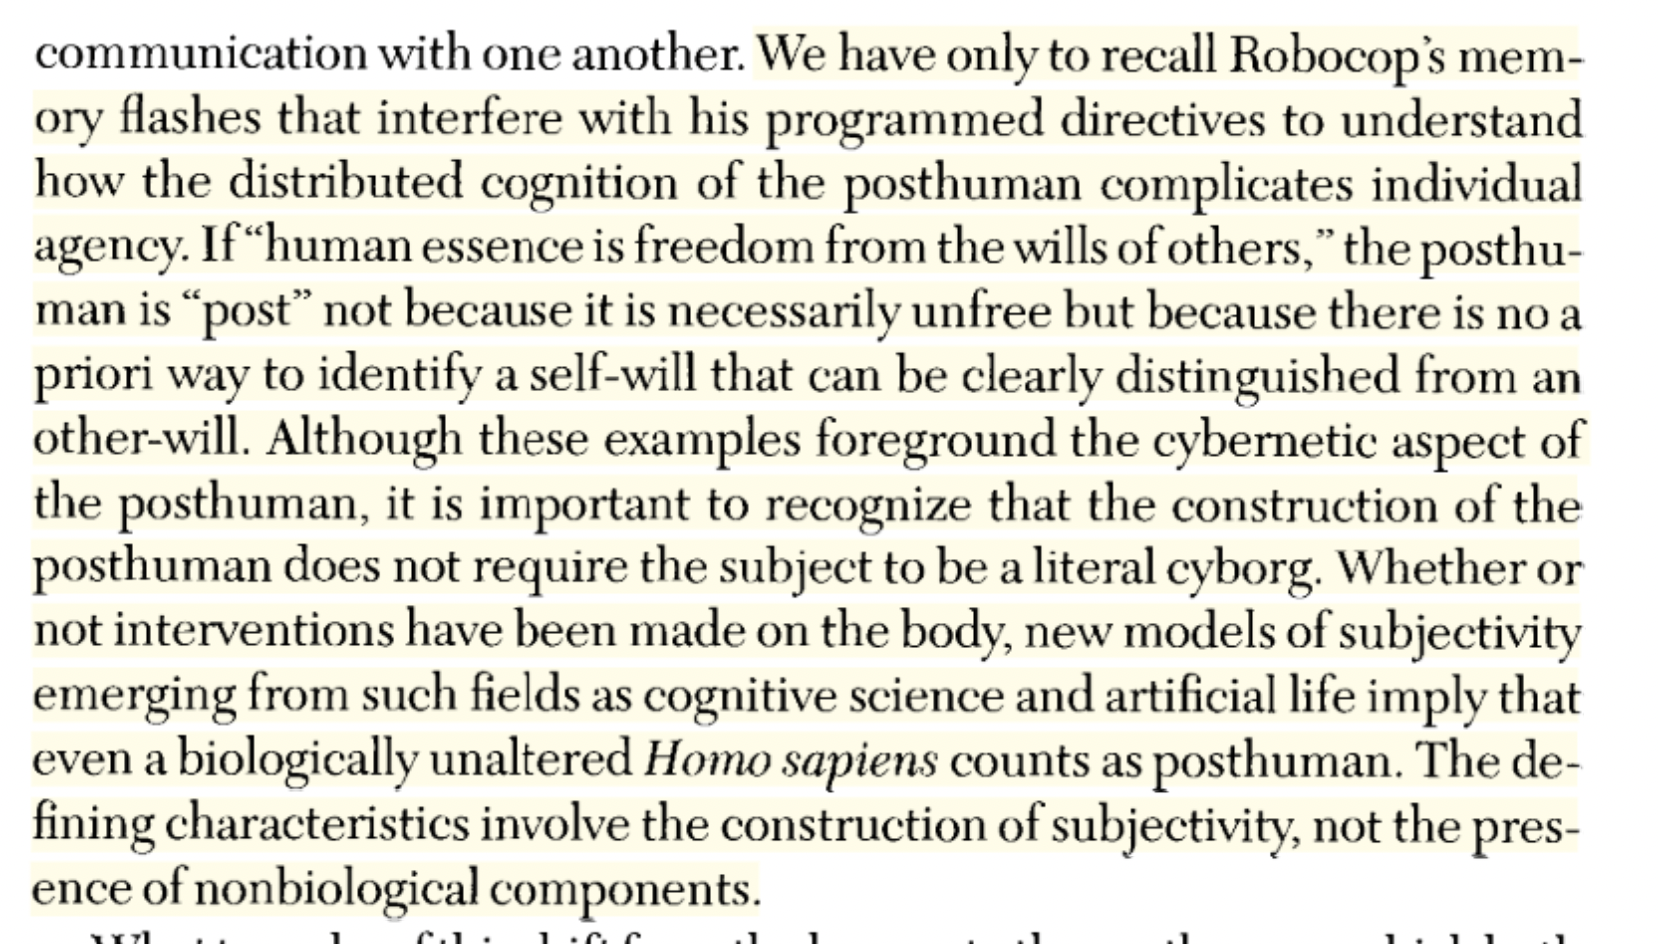 communication with one another. We have only to recall Robocop’s mem-
ory flashes that interfere with his programmed directives to understand
how the distributed cognition of the posthuman complicates individual
agency. If “human essence is freedom from the wills of others,” the posthu-
man is “post” not because it is necessarily unfree but because there is no a
priori way to identify a self-will that can be clearly distinguished from an
other-will. Although these examples foreground the cybernetic aspect of
the posthuman, it is important to recognize that the construction of the
posthuman does not require the subject to be a literal cyborg. Whether or
not interventions have been made on the body, new models of subjectivity
emerging from such fields as cognitive science and artificial life imply that
even a biologically unaltered Homo sapiens counts as posthuman. The de-
fining characteristics involve the construction of subjectivity, not the pres-
ence of nonbiological components.